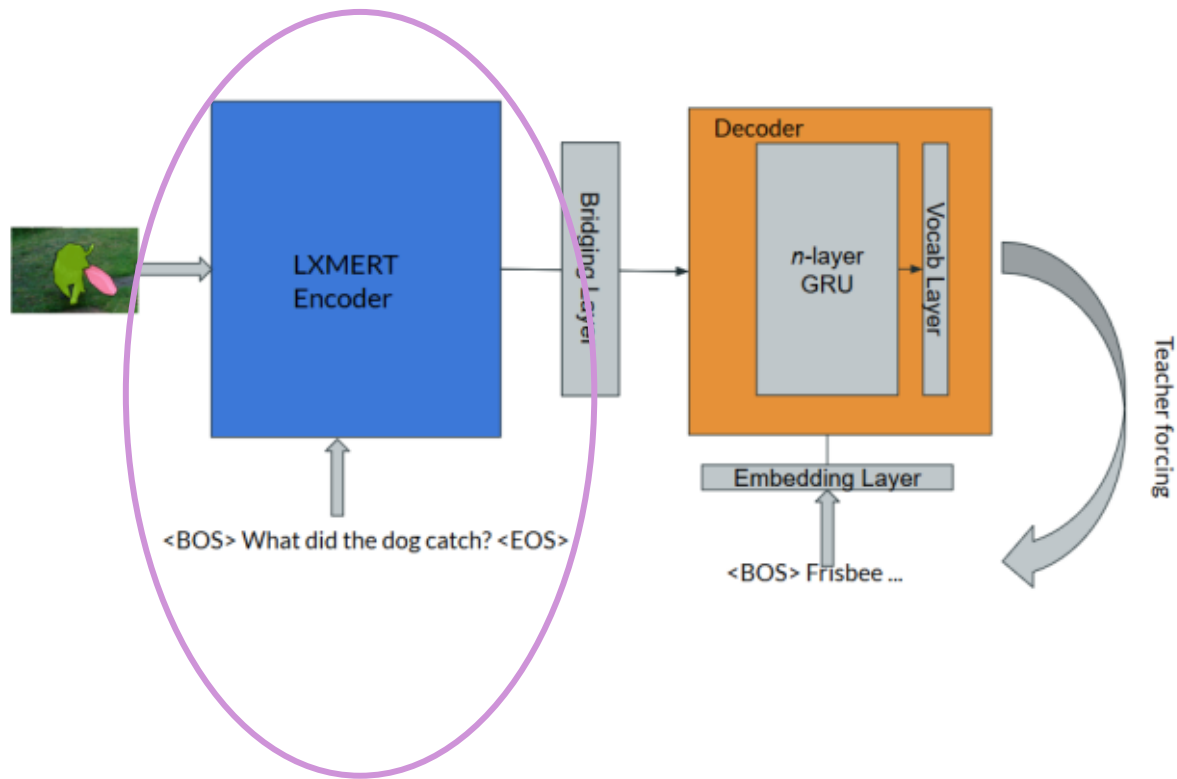 LXMERT
Encoder
<BOS> What did the dog catch? <EOS>
Bridging Layer
Decoder
n-layer
GRU
Vocab Layer
Embedding Layer
<BOS> Frisbee ...
Teacher forcing